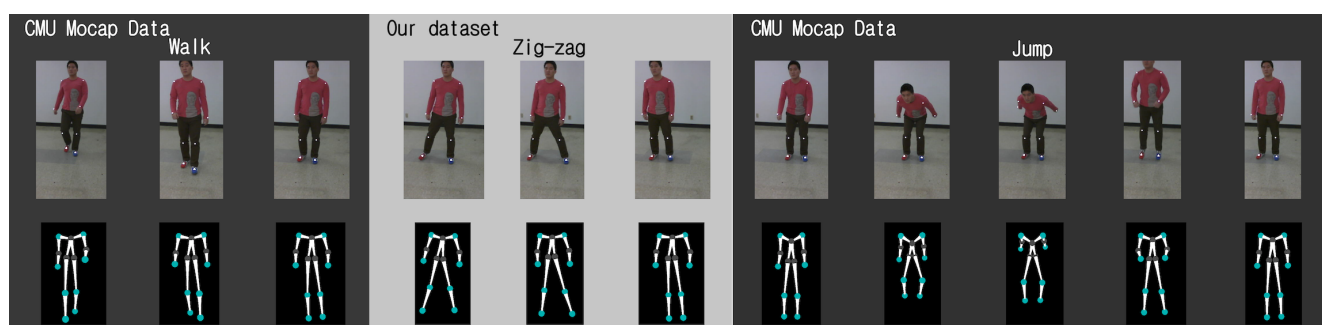 CMU Mocap Data
Walk
Our dataset
Zig-zag
CMU Mocap Data
Jump